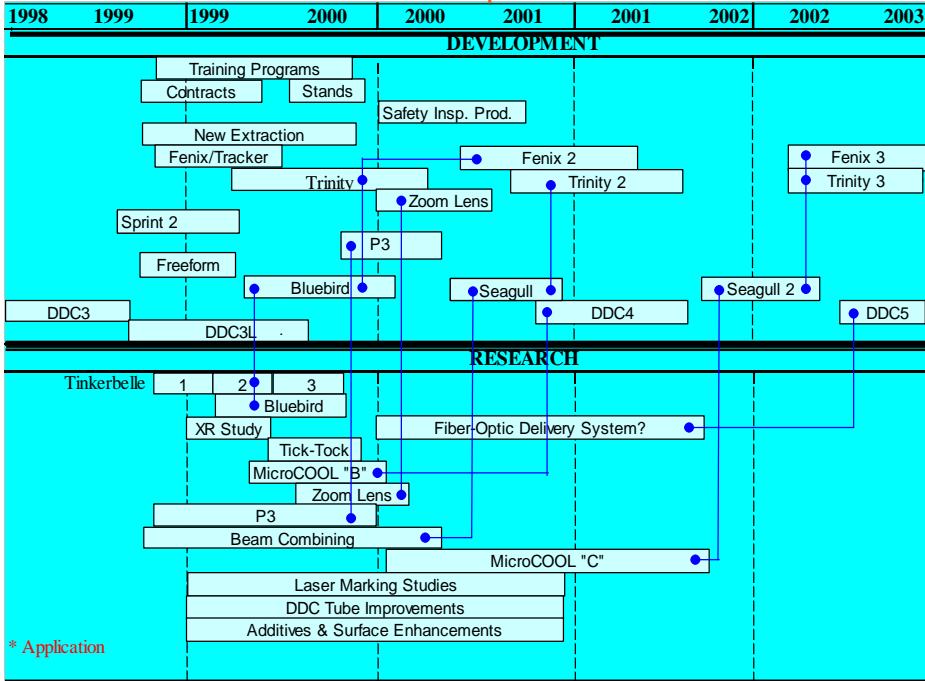 1998 1999 1999 2000 2000 2001 2001 2002 2002 2003
DEVELOPMENT
Training Programs
Contracts Stands
Safety Insp. Prod.
New Extraction
Fenix/Tracker Fenix 2 Fenix 3
Trinity Trinity 2 Trinity 3
Zoom Lens
Sprint 2
P3
Freeform
Bluebird Seagull Seagull 2
DDC3 DDC4 DDC5
DDC3L
RESEARCH
Tinkerbelle 1 2 3
Bluebird
XR Study Fiber-Optic Delivery System?
Tick-Tock
MicroCOOL "B"
Zoom Lens
P3
Beam Combining
MicroCOOL "C"
Laser Marking Studies
DDC Tube Improvements
Additives & Surface Enhancements
* Application